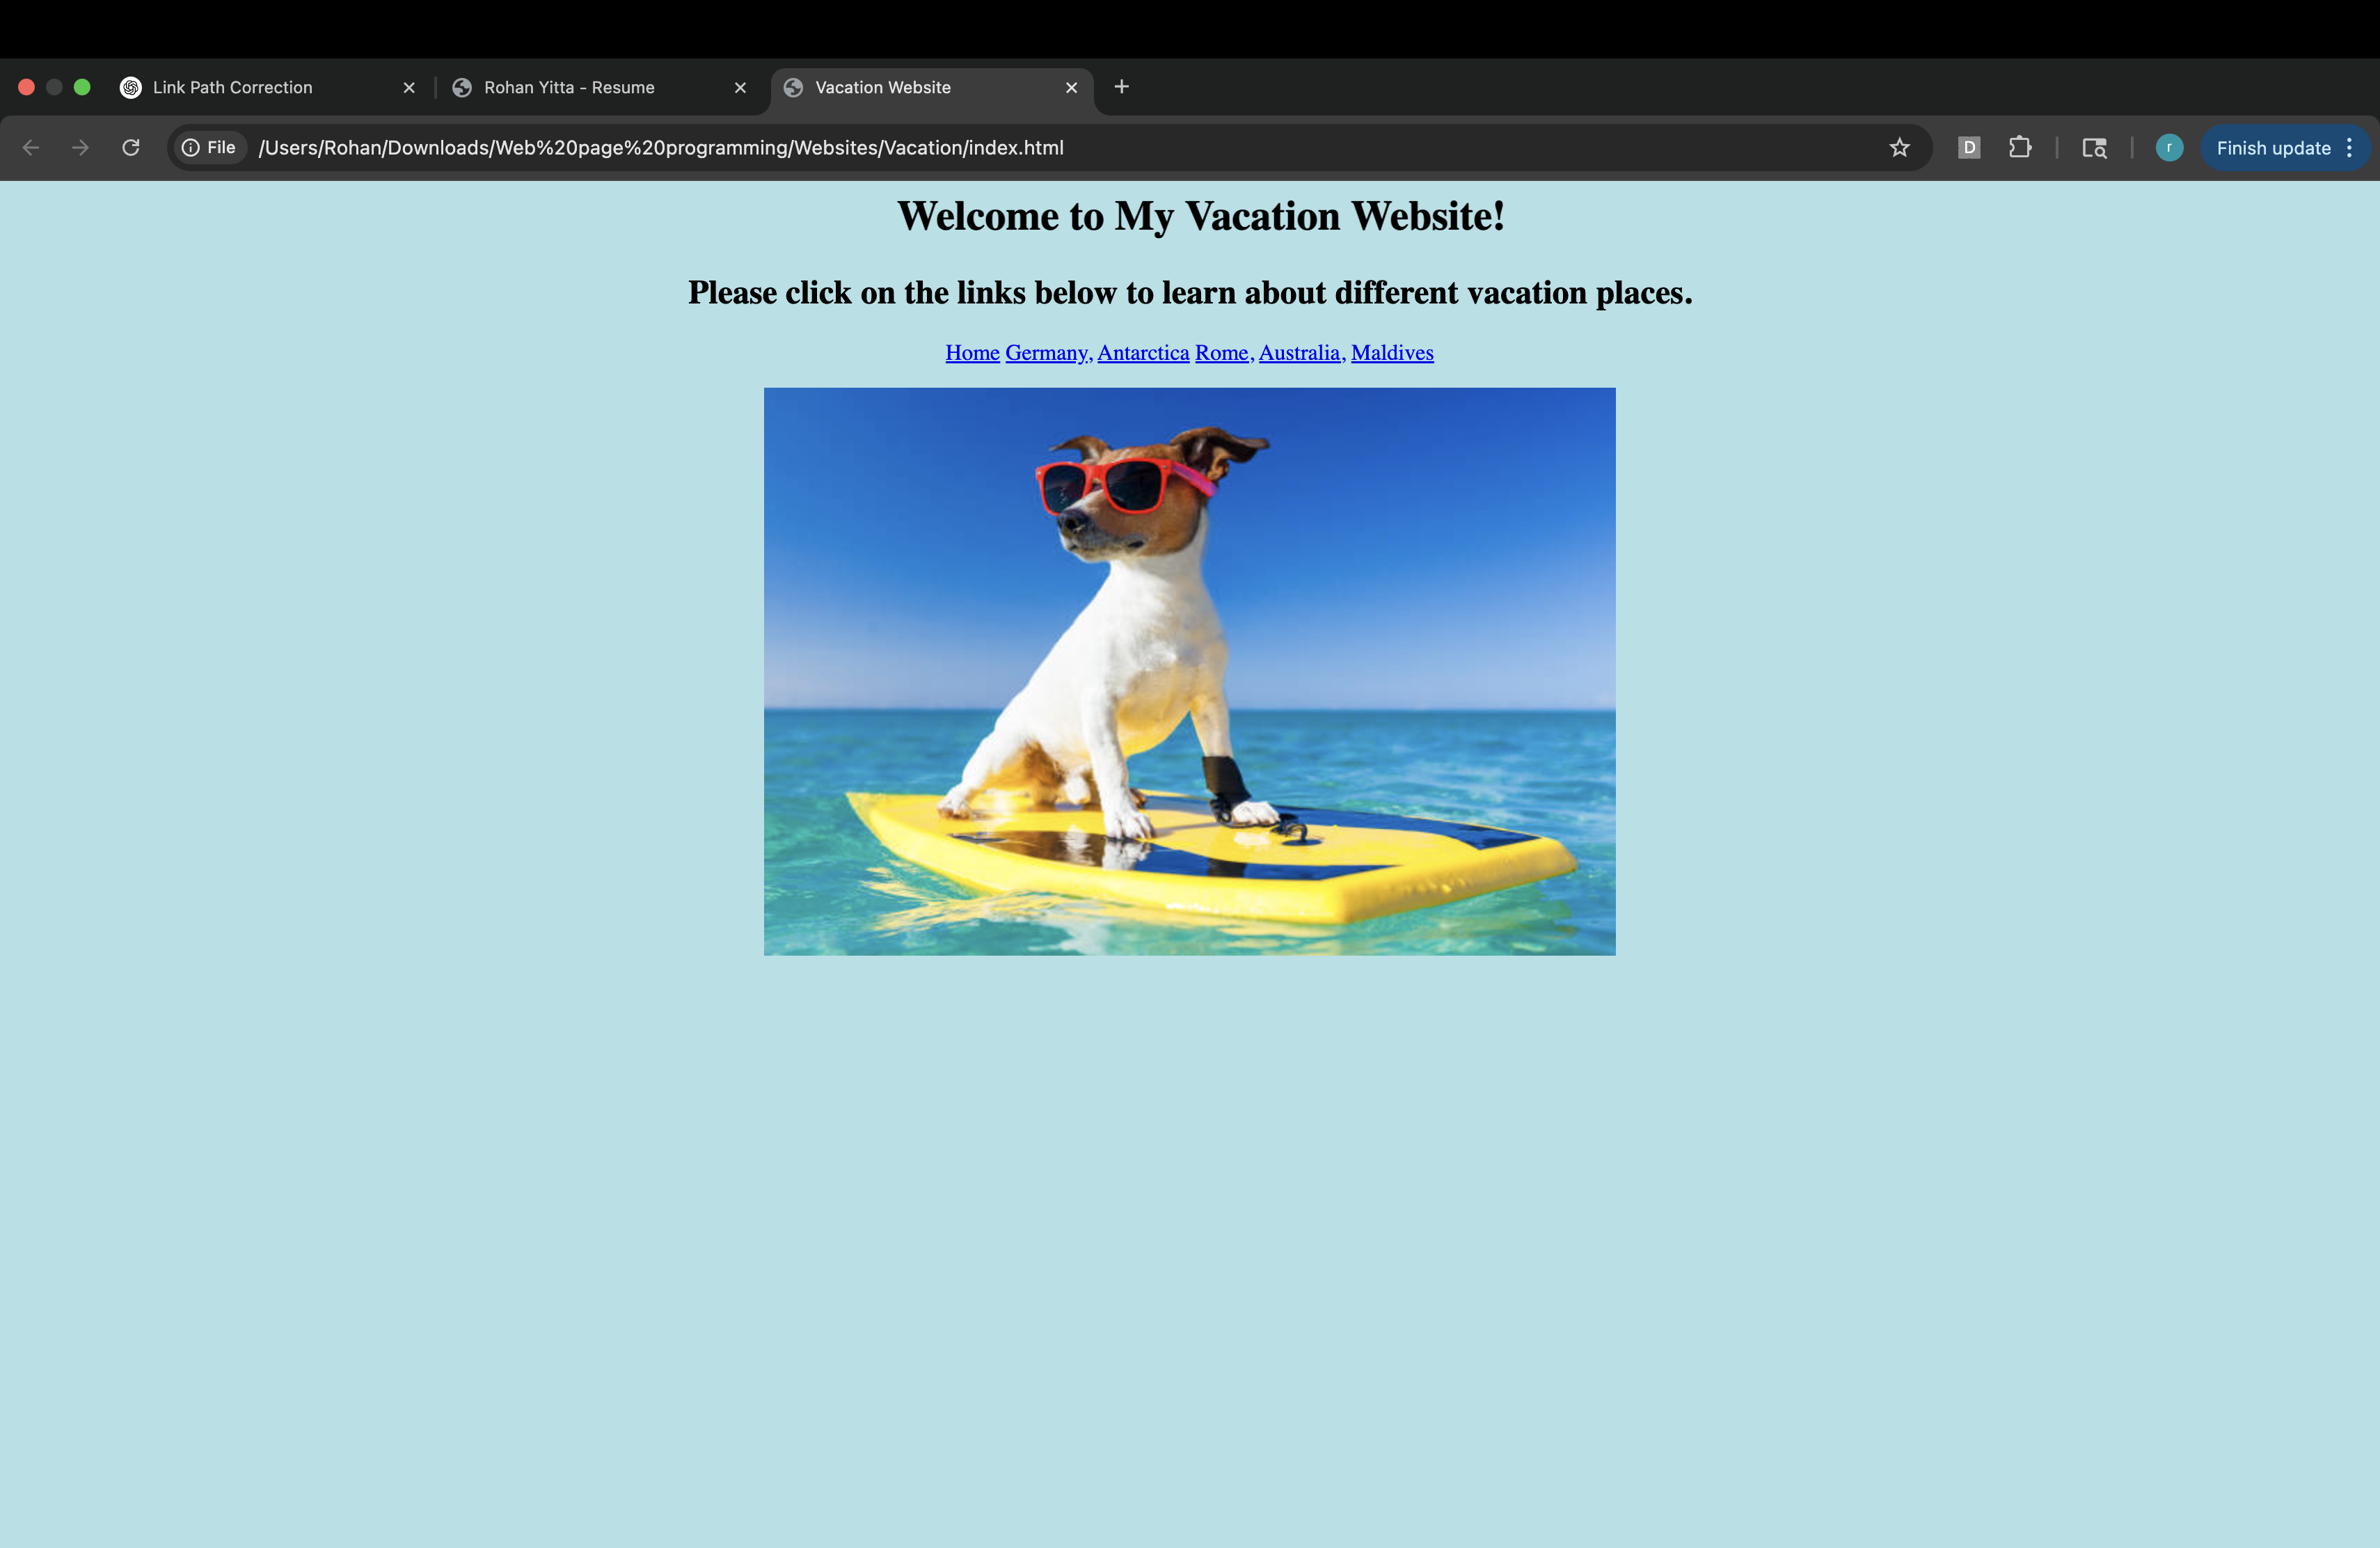 Link Path Correction
Rohan Yitta - Resume
Vacation Website
File
/Users/Rohan/Downloads/Web%20page%20programming/Websites/Vacation/index.html
D
r
Finish update
Welcome to My Vacation Website!
Please click on the links below to learn about different vacation places.
Home Germany, Antarctica Rome, Australia, Maldives